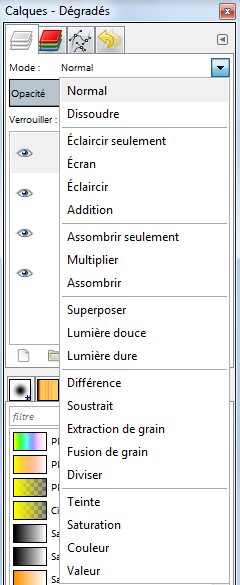 Calques - Dégradés
Mode : Normal
Opacité
Normal
Dissoudre
Verrouiller :
Éclaircir seulement
Écran
Éclaircir
Addition
Assombrir seulement
Multiplier
Assombrir
Superposer
Lumière douce
Lumière dure
Différence
Soustrait
filtre
Extraction de grain
Fusion de grain
Diviser
Teinte
Saturation
Couleur
Valeur